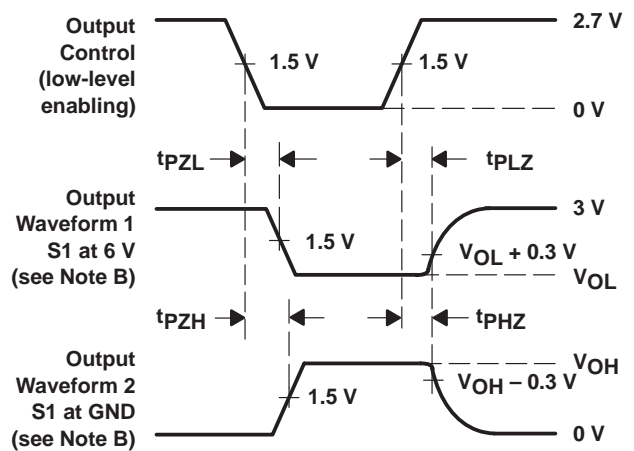 Output
Control
(low-level
enabling)
2.7 V
1.5 V
1.5 V
0 V
tPZL
tPLZ
Output
Waveform 1
S1 at 6 V
(see Note B)
3 V
1.5 V
VOL + 0.3 V
VOL
tPZH
tPHZ
Output
Waveform 2
S1 at GND
(see Note B)
VOH
VOH – 0.3 V
1.5 V
0 V